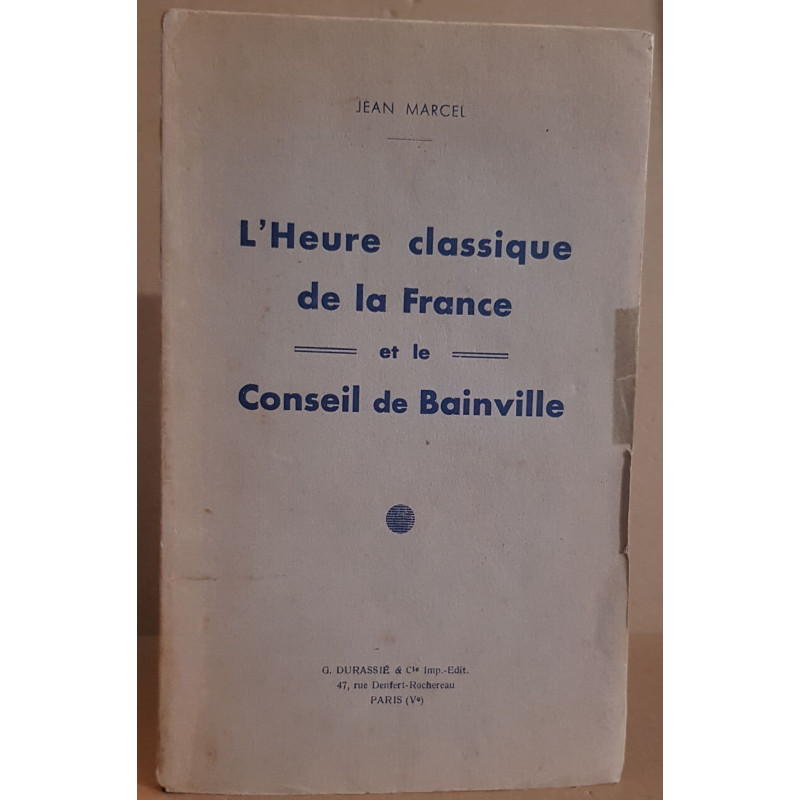 JEAN MARCEL
L'Heure classique
de la France
et le
Conseil de Bainville
G. DURASSIÉ & Cie Imp.-Edit.
47, rue Denfert-Rochereau
PARIS (Ve)